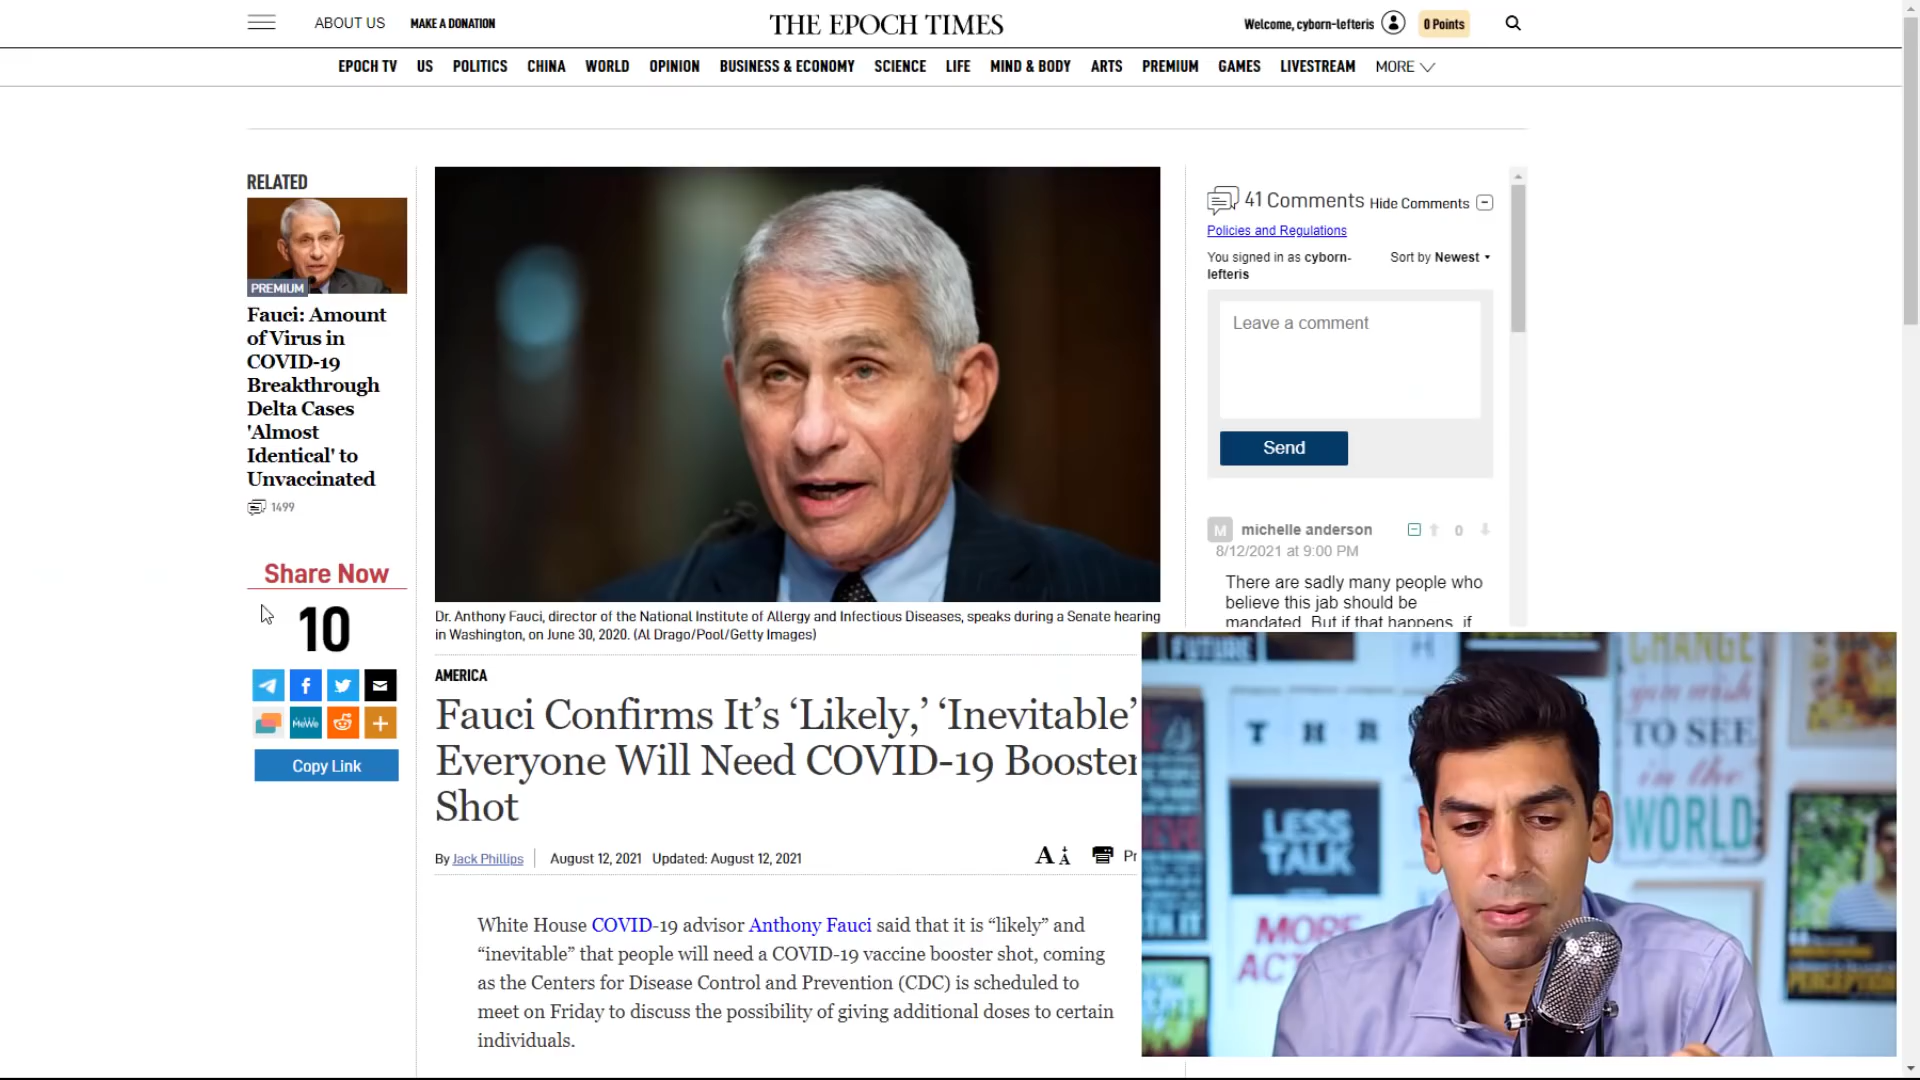 ABOUT US
MAKE A DONATION
THE EPOCH TIMES
Welcome, cyborn-lefteris
0 Points
EPOCH TV US POLITICS CHINA WORLD OPINION BUSINESS & ECONOMY SCIENCE LIFE MIND & BODY ARTS PREMIUM GAMES LIVESTREAM MORE
RELATED
PREMIUM
Fauci: Amount
of Virus in
COVID-19
Breakthrough
Delta Cases
'Almost
Identical' to
Unvaccinated
1499
Share Now
10
MeWe
Copy Link
Dr. Anthony Fauci, director of the National Institute of Allergy and Infectious Diseases, speaks during a Senate hearing
in Washington, on June 30, 2020. (Al Drago/Pool/Getty Images)
AMERICA
Fauci Confirms It’s ‘Likely,’ ‘Inevitable’
Everyone Will Need COVID-19 Booster
Shot
By Jack Phillips August 12, 2021 Updated: August 12, 2021
A A Pr
White House COVID-19 advisor Anthony Fauci said that it is “likely” and
“inevitable” that people will need a COVID-19 vaccine booster shot, coming
as the Centers for Disease Control and Prevention (CDC) is scheduled to
meet on Friday to discuss the possibility of giving additional doses to certain
individuals.
41 Comments Hide Comments
Policies and Regulations
You signed in as cyborn-
lefteris
Sort by Newest
Leave a comment
Send
M michelle anderson 0
8/12/2021 at 9:00 PM
There are sadly many people who
believe this jab should be
mandated. But if that happens, if
FUTURE
THR
LESS
TALK
MORE
CHANGE
you wish
TO SEE
in the
WORLD
PERCEPTION